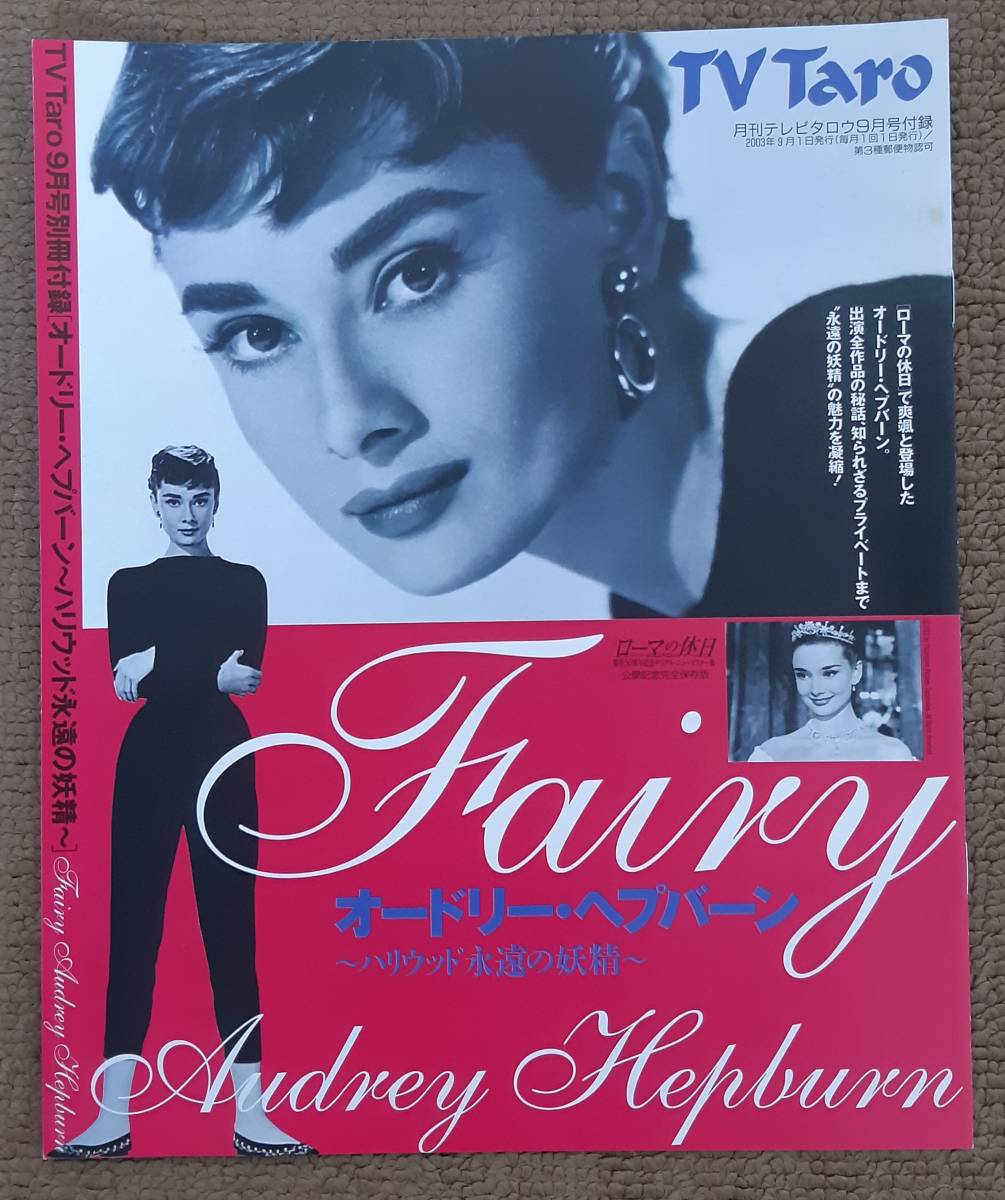 TV Taro
月刊テレビタロウ9月号付録
2003年9月1日発行(毎月1回1日発行)/
第3種郵便物認可
[ローマの休日]で爽颯と登場した
オードリー・ヘプバーン。
出演全作品の秘話、知られざるプライベートまで
"永遠の妖精"の魅力を凝縮!
TV Taro 9月号別冊付録[オードリー・ヘプバーン〜ハリウッド永遠の妖精〜] Fairy Audrey Hepburn
ローマの休日
公開記念完全保存版
Fairy
オードリー・ヘプバーン
〜ハリウッド永遠の妖精〜
Audrey Hepburn